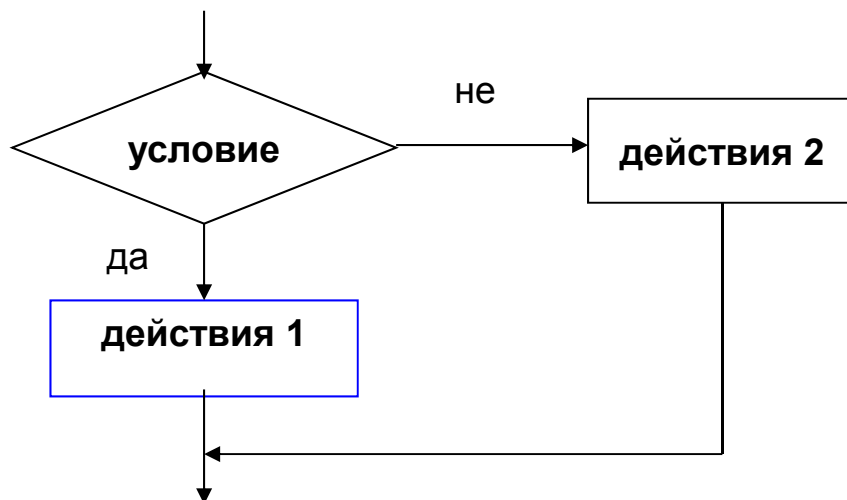 не
условие
действия 2
да
действия 1